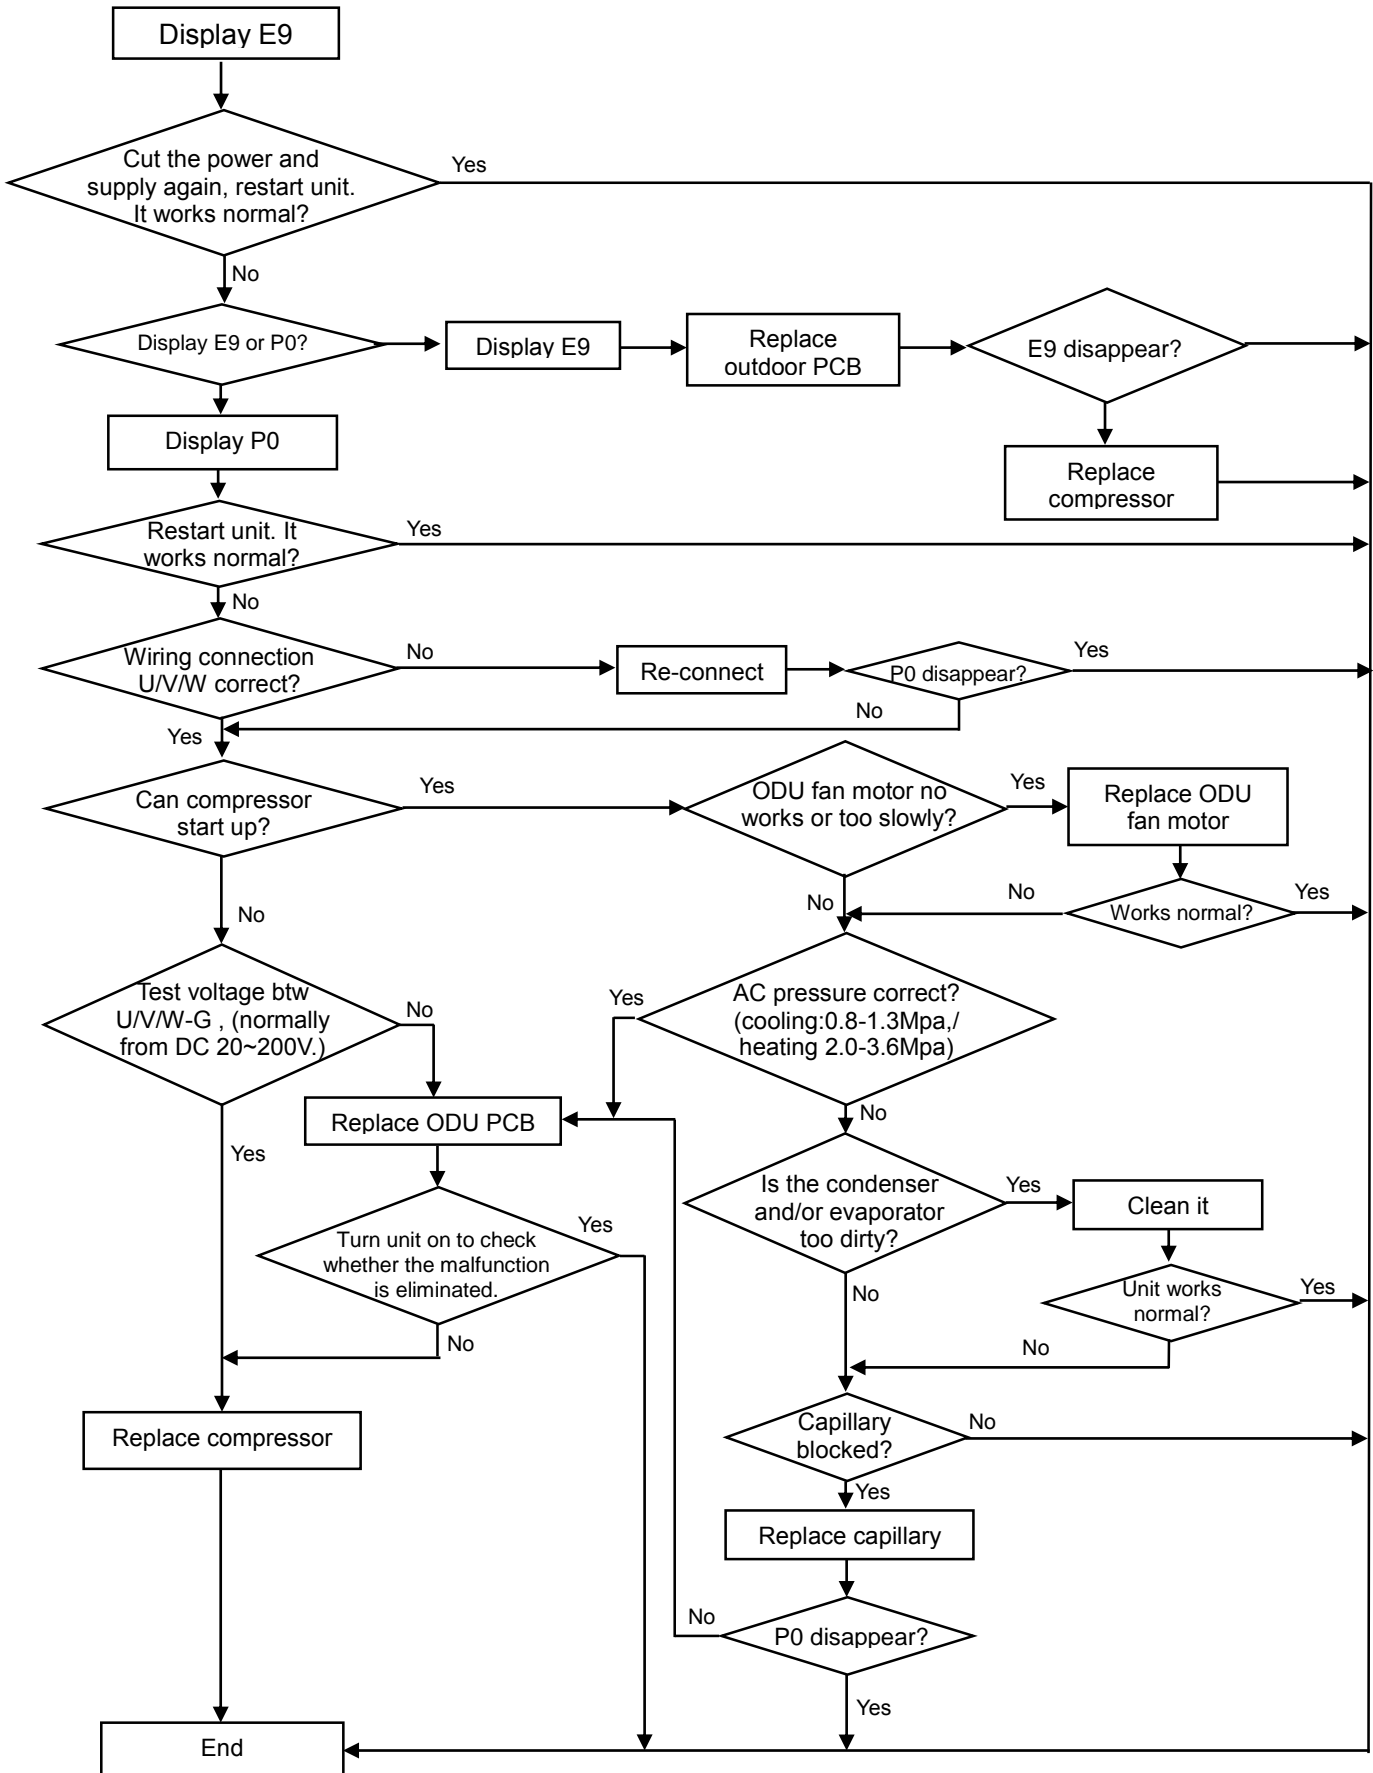 Display E9
Cut the power and
supply again, restart unit.
It works normal?
Yes
No
Display E9 or P0?
Display E9
Replace
outdoor PCB
E9 disappear?
Display P0
Replace
compressor
Restart unit. It
works normal?
Yes
No
Wiring connection
U/V/W correct?
No
Re-connect
P0 disappear?
Yes
No
Yes
Can compressor
start up?
Yes
ODU fan motor no
works or too slowly?
Yes
Replace ODU
fan motor
No
No
Works normal?
Yes
No
Test voltage btw
U/V/W-G , (normally
from DC 20~200V.)
No
Yes
AC pressure correct?
(cooling:0.8-1.3Mpa,/
heating 2.0-3.6Mpa)
Replace ODU PCB
No
Yes
Is the condenser
and/or evaporator
too dirty?
Yes
Clean it
Turn unit on to check
whether the malfunction
is eliminated.
Yes
No
No
Unit works
normal?
Yes
No
Replace compressor
Capillary
blocked?
No
Yes
Replace capillary
No
P0 disappear?
Yes
End